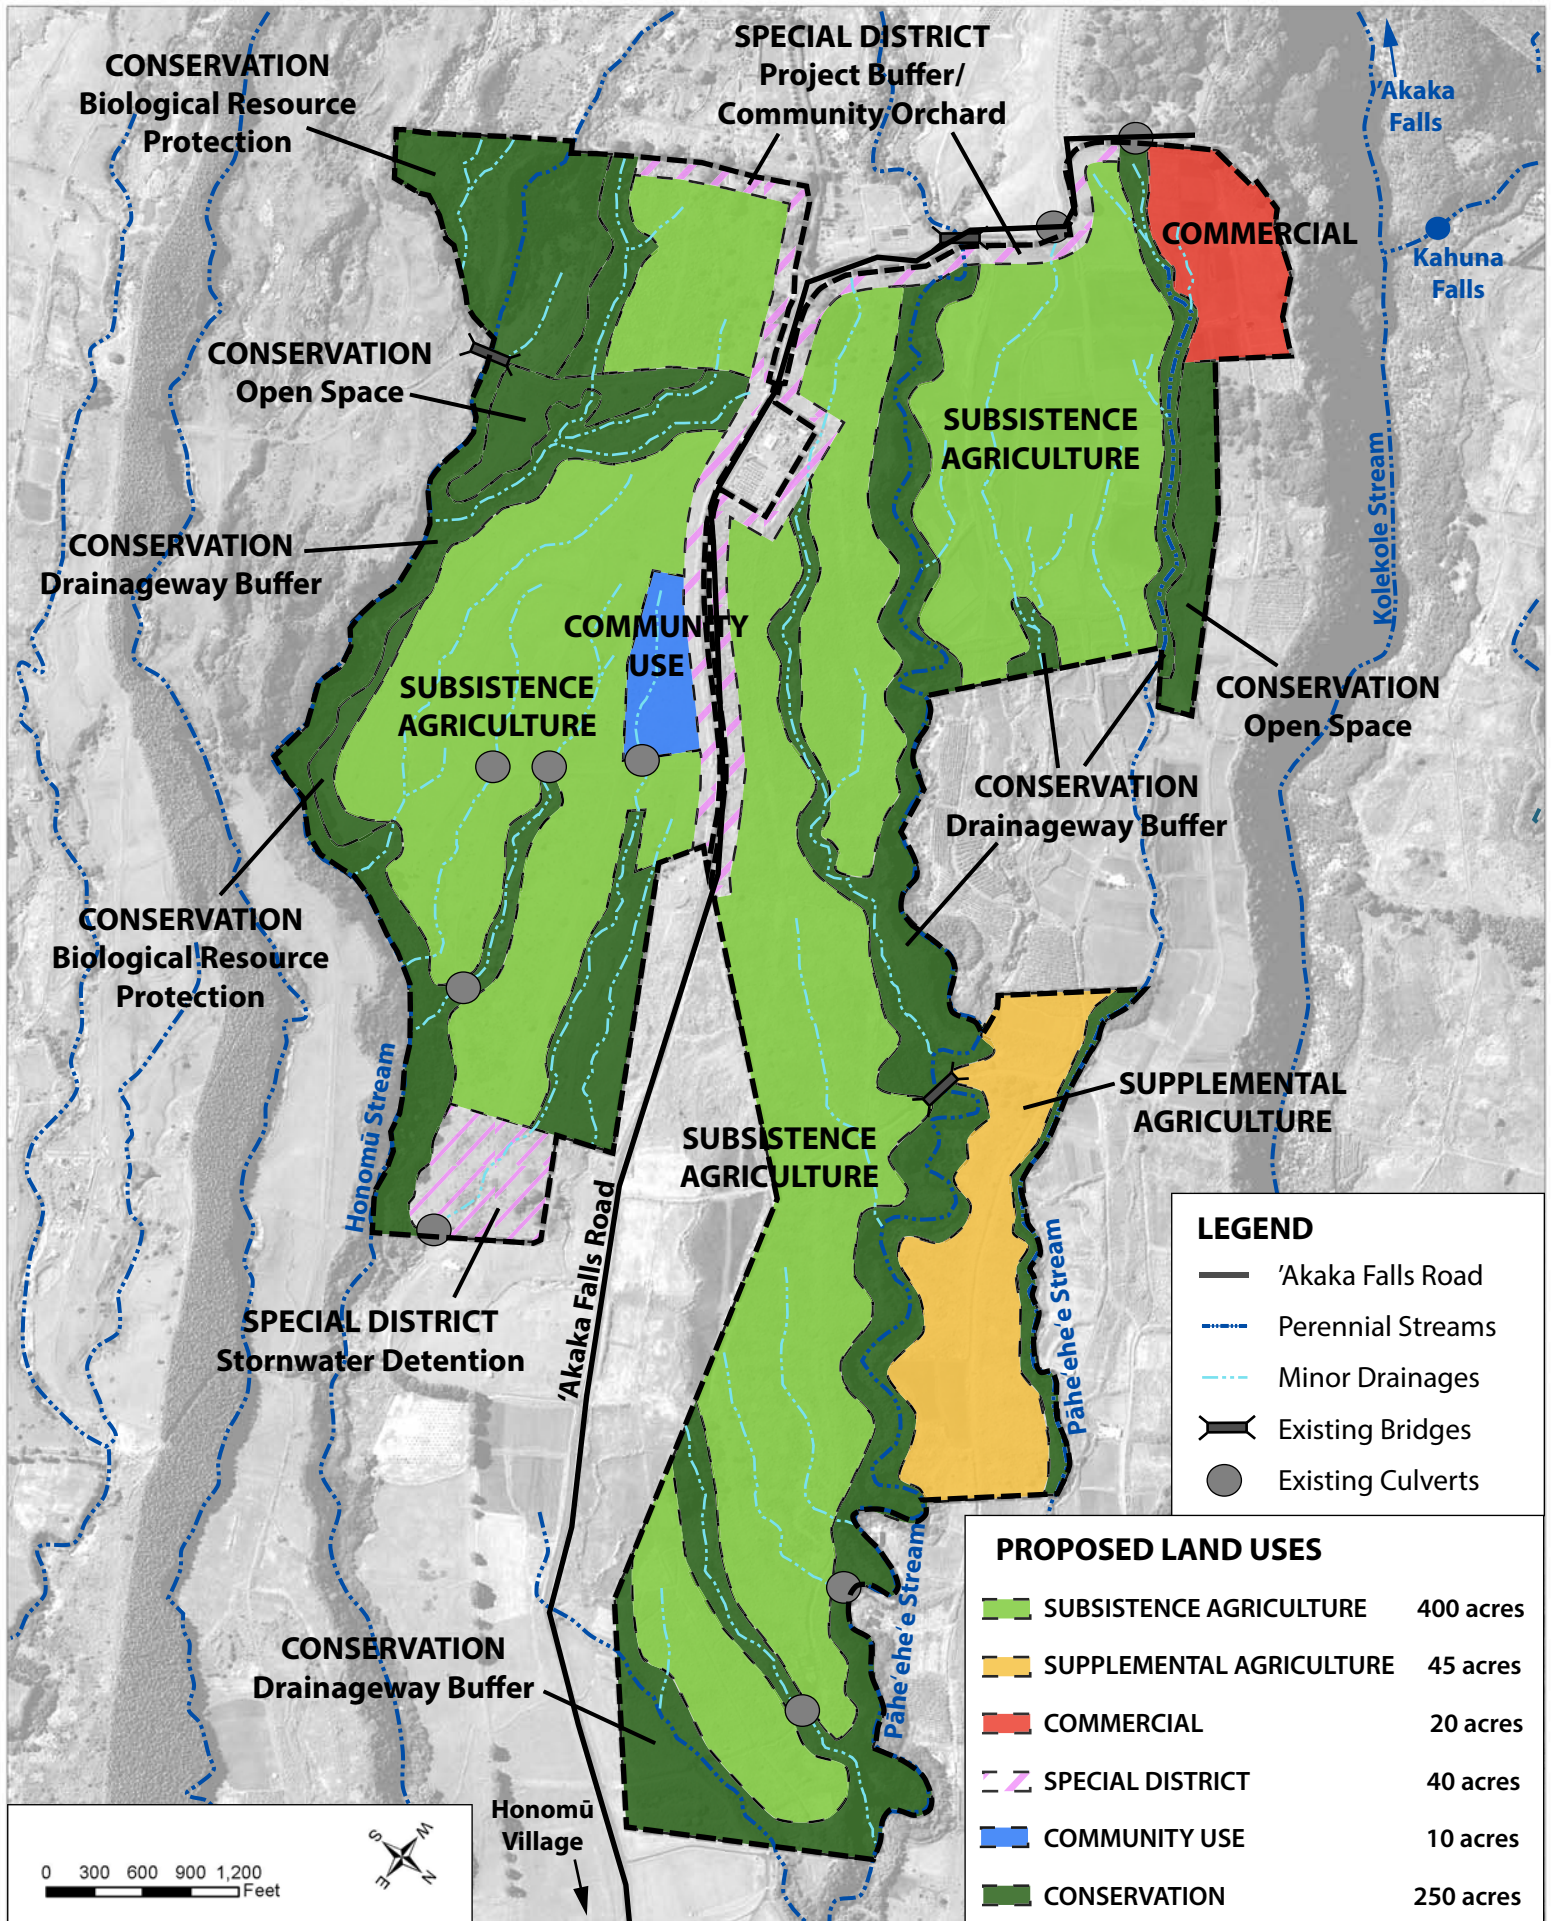 SPECIAL DISTRICT
Project Buffer/
Community Orchard
CONSERVATION
Biological Resource
Protection
'Akaka
Falls
COMMERCIAL
Kahuna
Falls
CONSERVATION
Open Space
SUBSISTENCE
AGRICULTURE
Kolekole Stream
CONSERVATION
Drainageway Buffer
COMMUNITY
USE
SUBSISTENCE
AGRICULTURE
CONSERVATION
Open Space
CONSERVATION
Drainageway Buffer
CONSERVATION
Biological Resource
Protection
Honomū Stream
SUPPLEMENTAL
AGRICULTURE
SUBSISTENCE
AGRICULTURE
'Akaka Falls Road
Pāhe'ehe'e Stream
SPECIAL DISTRICT
Stornwater Detention
LEGEND
'Akaka Falls Road
Perennial Streams
Minor Drainages
Existing Bridges
Existing Culverts
Pāhe'ehe'e Stream
CONSERVATION
Drainageway Buffer
Honomū
Village
PROPOSED LAND USES
SUBSISTENCE AGRICULTURE 400 acres
SUPPLEMENTAL AGRICULTURE 45 acres
COMMERCIAL 20 acres
SPECIAL DISTRICT 40 acres
COMMUNITY USE 10 acres
CONSERVATION 250 acres
0 300 600 900 1,200
Feet
S W
E N